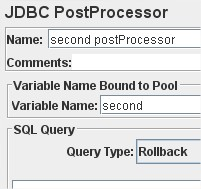 JDBC PostProcessor
Name: second postProcessor
Comments:
Variable Name Bound to Pool
Variable Name: second
SQL Query
Query Type: Rollback